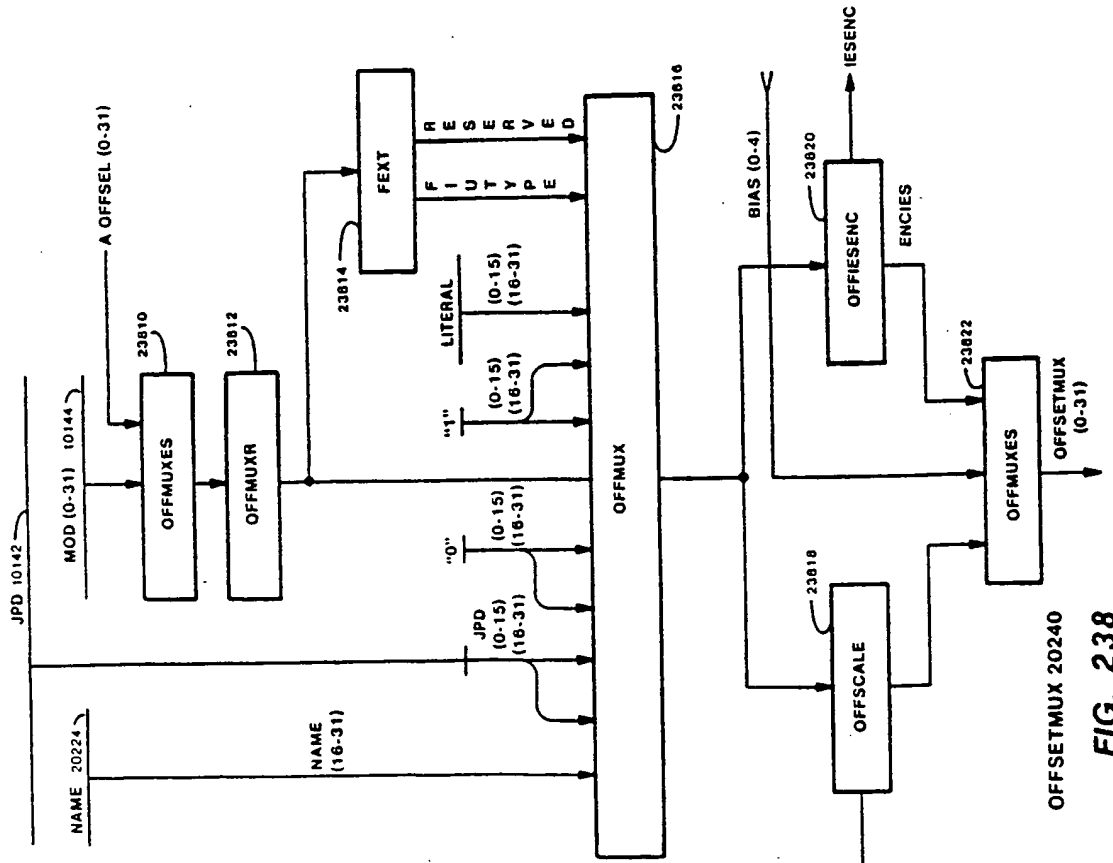 JPD 10142
MOD (0-31) 10144
A OFFSEL (0-31)
NAME 20224
23810
OFFMUXES
23812
OFFMUXR
FEXT
23814
FIUTYPE
RESERVED
NAME
(16-31)
JPD
(0-15)
(16-31)
"0"
(0-15)
(16-31)
"1"
(0-15)
(16-31)
LITERAL
(0-15)
(16-31)
OFFMUX
23816
BIAS (0-4)
23818
OFFSCALE
23820
OFFIESENC
IESENC
ENCIES
23822
OFFMUXES
OFFSETMUX
(0-31)
OFFSETMUX 20240
FIG. 238